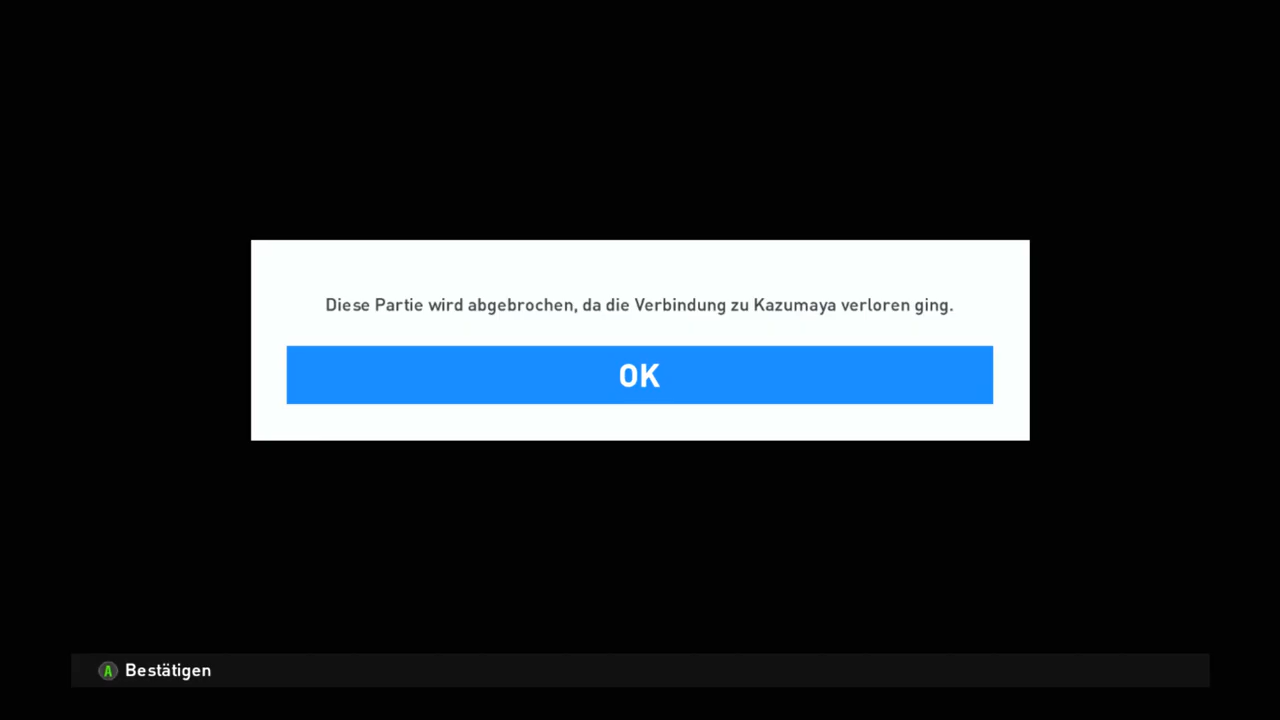 Diese Partie wird abgebrochen, da die Verbindung zu Kazumaya verloren ging.
OK
A Bestätigen